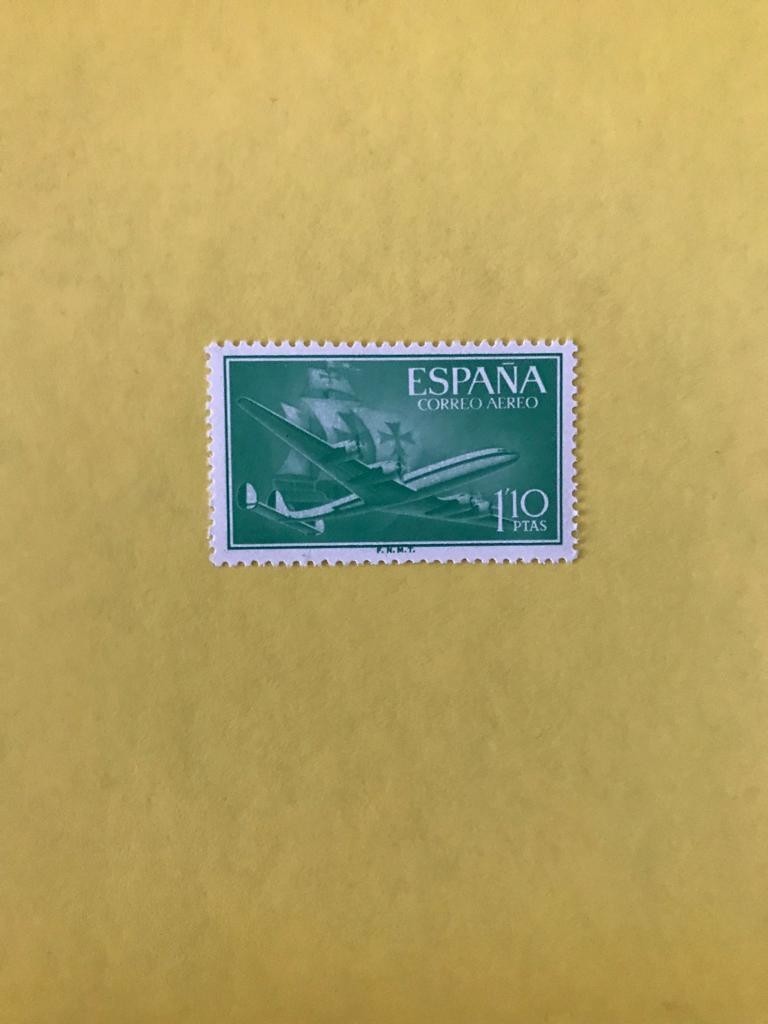 ESPAÑA
CORREO AEREO
1'10
PTAS
F. N. M. T.